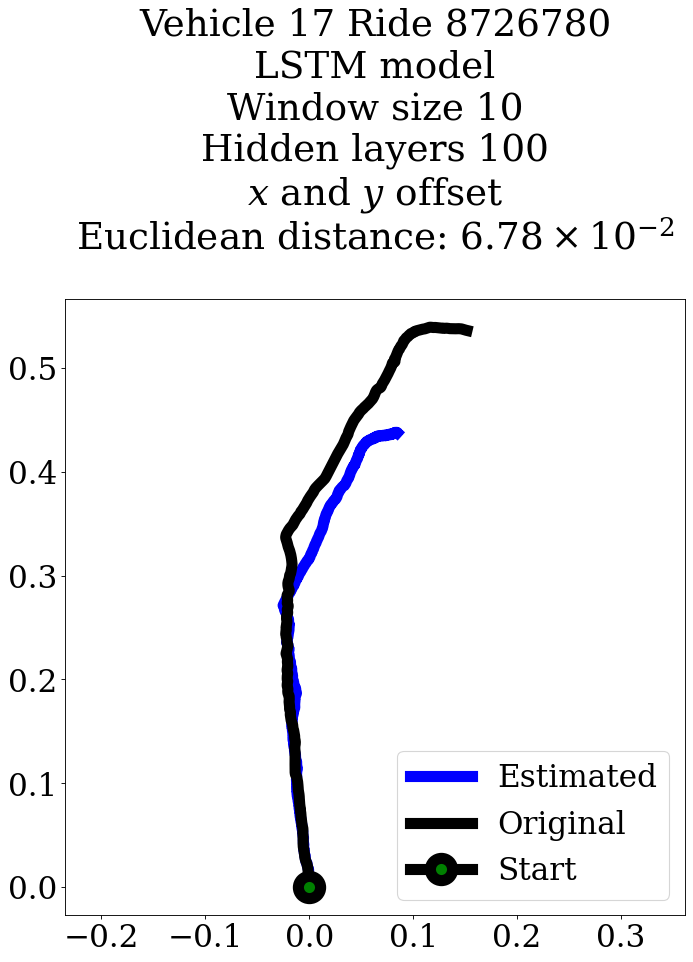 Vehicle 17 Ride 8726780
LSTM model
Window size 10
Hidden layers 100
x and y offset
Euclidean distance: 6.78 × 10⁻²
0.5
0.4
0.3
0.2
0.1
0.0
Estimated
Original
Start
−0.2 −0.1 0.0 0.1 0.2 0.3